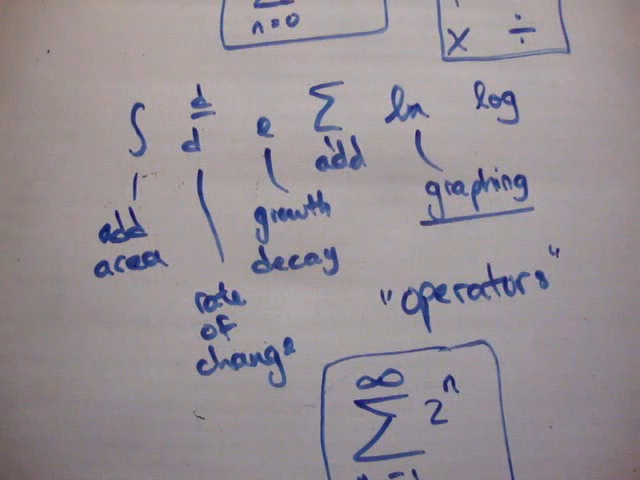 n=0
× ÷
∫ d/d e ∑ ln log
add
graphing
add area
growth decay
rate of change
"operators"
∞
∑ 2ⁿ